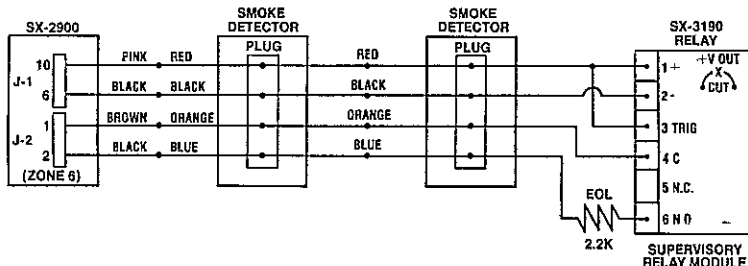 SX-2900
SMOKE
DETECTOR
SMOKE
DETECTOR
SX-3190
RELAY
PLUG
PLUG
J-1
10
PINK RED
RED
1 +
+V OUT
X
CUT
6
BLACK BLACK
BLACK
2 -
J-2
1
BROWN ORANGE
ORANGE
3 TRIG
2
BLACK BLUE
BLUE
4 C
(ZONE 6)
5 N.C.
EOL
6 N O
2.2K
SUPERVISORY
RELAY MODULE